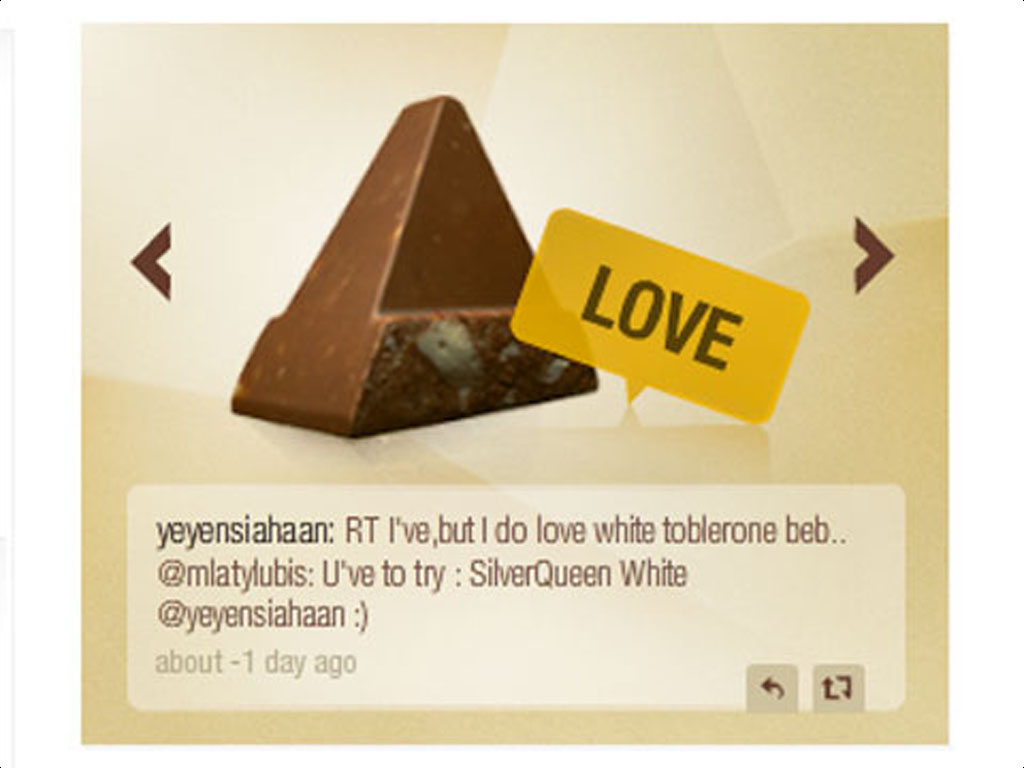 LOVE
yeyensiahaan: RT I've,but I do love white toblerone beb..
@mlatylubis: U've to try : SilverQueen White
@yeyensiahaan :)
about -1 day ago